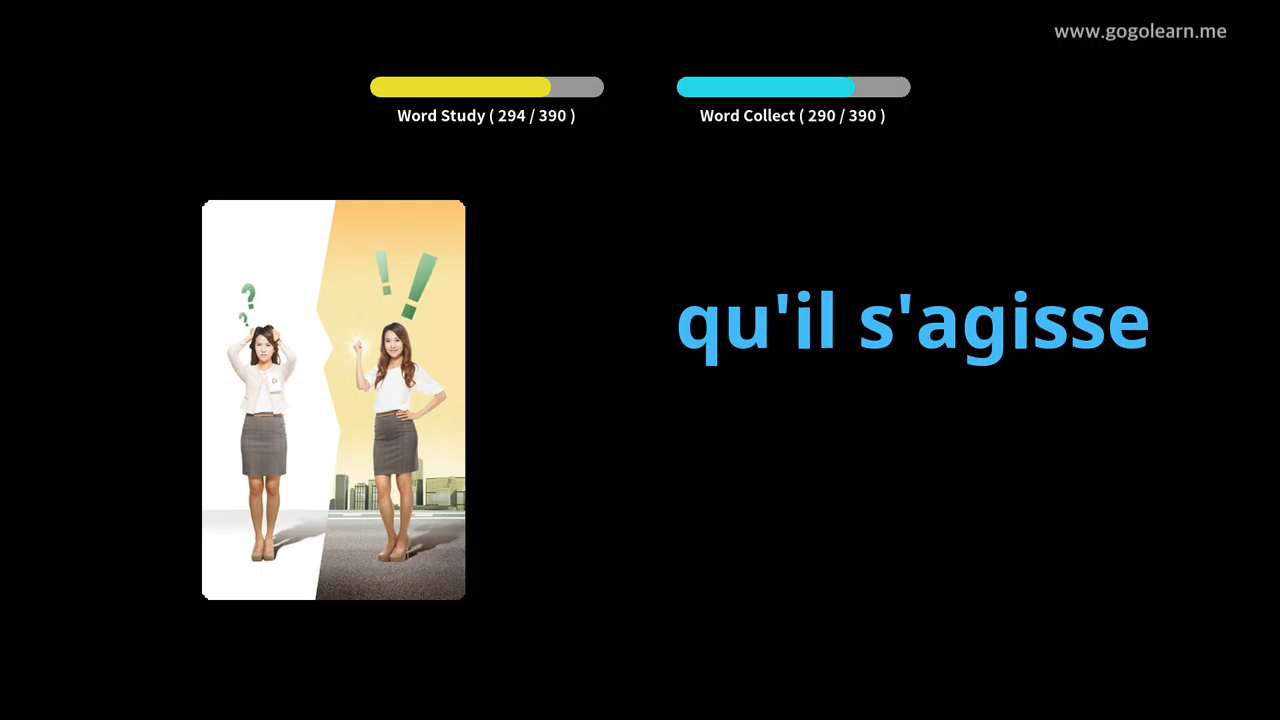 www.gogolearn.me
Word Study ( 294 / 390 )
Word Collect ( 290 / 390 )
? ?
! !
qu'il s'agisse